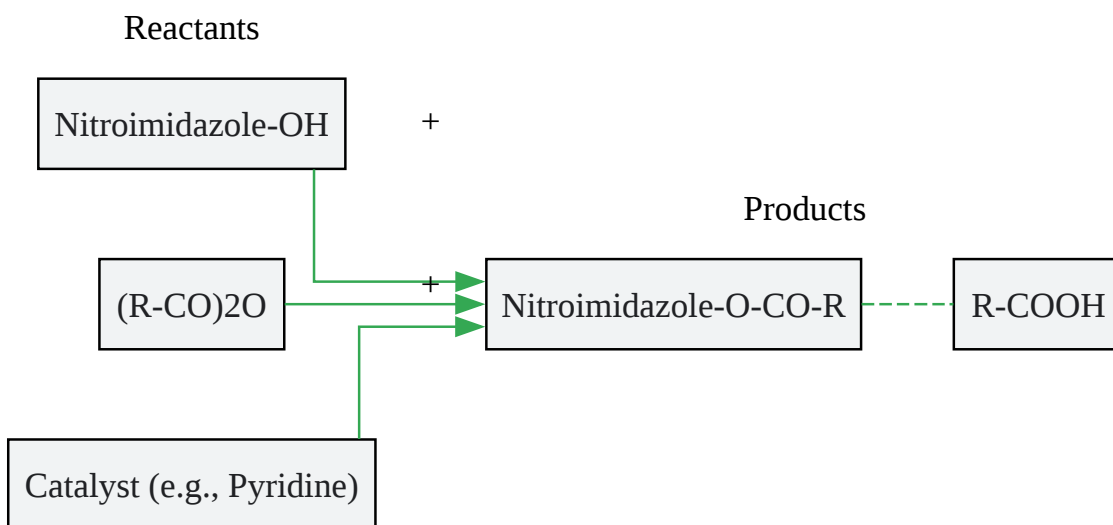 Reactants
Nitroimidazole-OH
+
Products
(R-CO)2O
+
Nitroimidazole-O-CO-R
R-COOH
Catalyst (e.g., Pyridine)